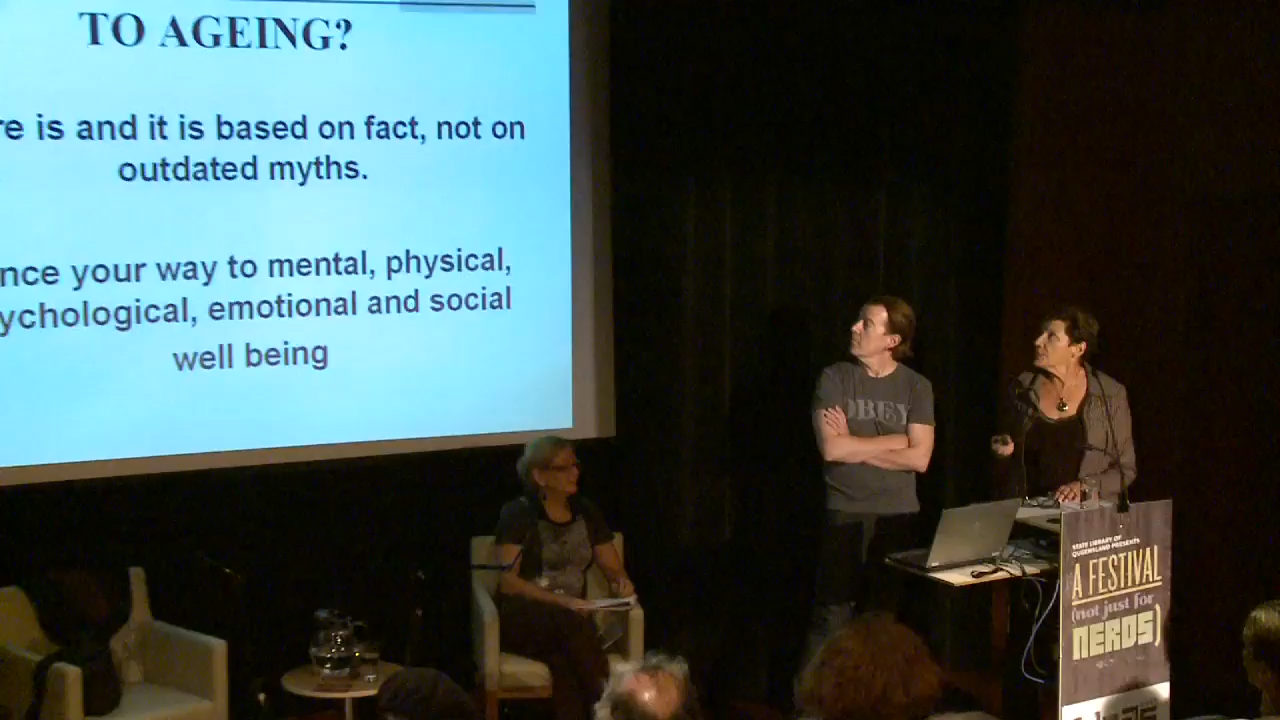 TO AGEING?
re is and it is based on fact, not on
outdated myths.
nce your way to mental, physical,
ychological, emotional and social
well being
OBEY
STATE LIBRARY OF
QUEENSLAND PRESENTS
A FESTIVAL
(not just for
NERDS)